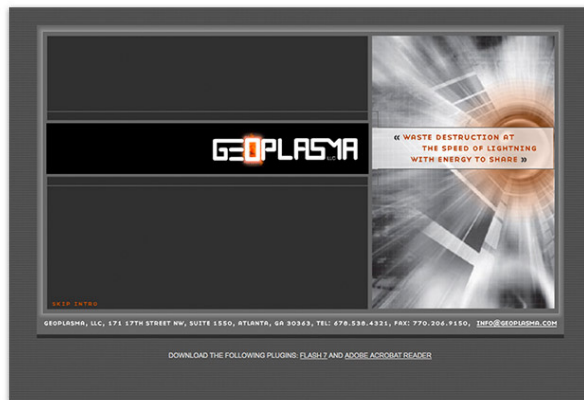 GEOPLASMA LLC
« WASTE DESTRUCTION AT
THE SPEED OF LIGHTNING
WITH ENERGY TO SHARE »
SKIP INTRO
GEOPLASMA, LLC, 171 17TH STREET NW, SUITE 1550, ATLANTA, GA 30363, TEL: 678.538.4321, FAX: 770.206.9150, INFO@GEOPLASMA.COM
DOWNLOAD THE FOLLOWING PLUGINS: FLASH 7 AND ADOBE ACROBAT READER